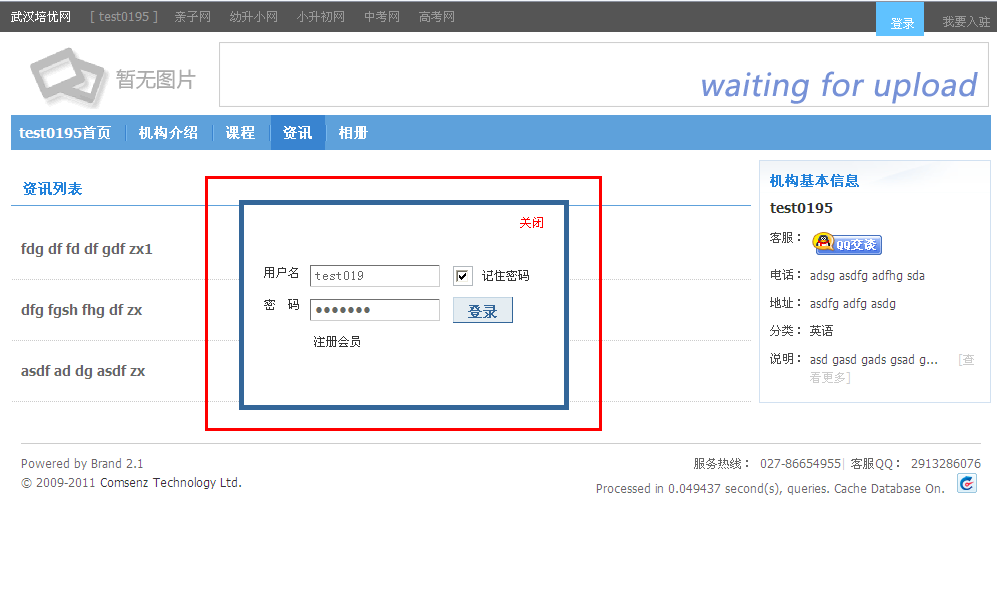 武汉培优网 [ test0195 ] 亲子网 幼升小网 小升初网 中考网 高考网 登录 我要入驻
暂无图片
waiting for upload
test0195首页 机构介绍 课程 资讯 相册
资讯列表
fdg df fd df gdf zx1
dfg fgsh fhg df zx
asdf ad dg asdf zx
关闭
用户名 test019 记住密码
密 码 ●●●●●●● 登录
注册会员
机构基本信息
test0195
客服： QQ交谈
电话： adsg asdfg adfhg sda
地址： asdfg adfg asdg
分类： 英语
说明： asd gasd gads gsad g... [查
看更多]
Powered by Brand 2.1
© 2009-2011 Comsenz Technology Ltd.
服务热线： 027-86654955| 客服QQ： 2913286076
Processed in 0.049437 second(s), queries. Cache Database On.